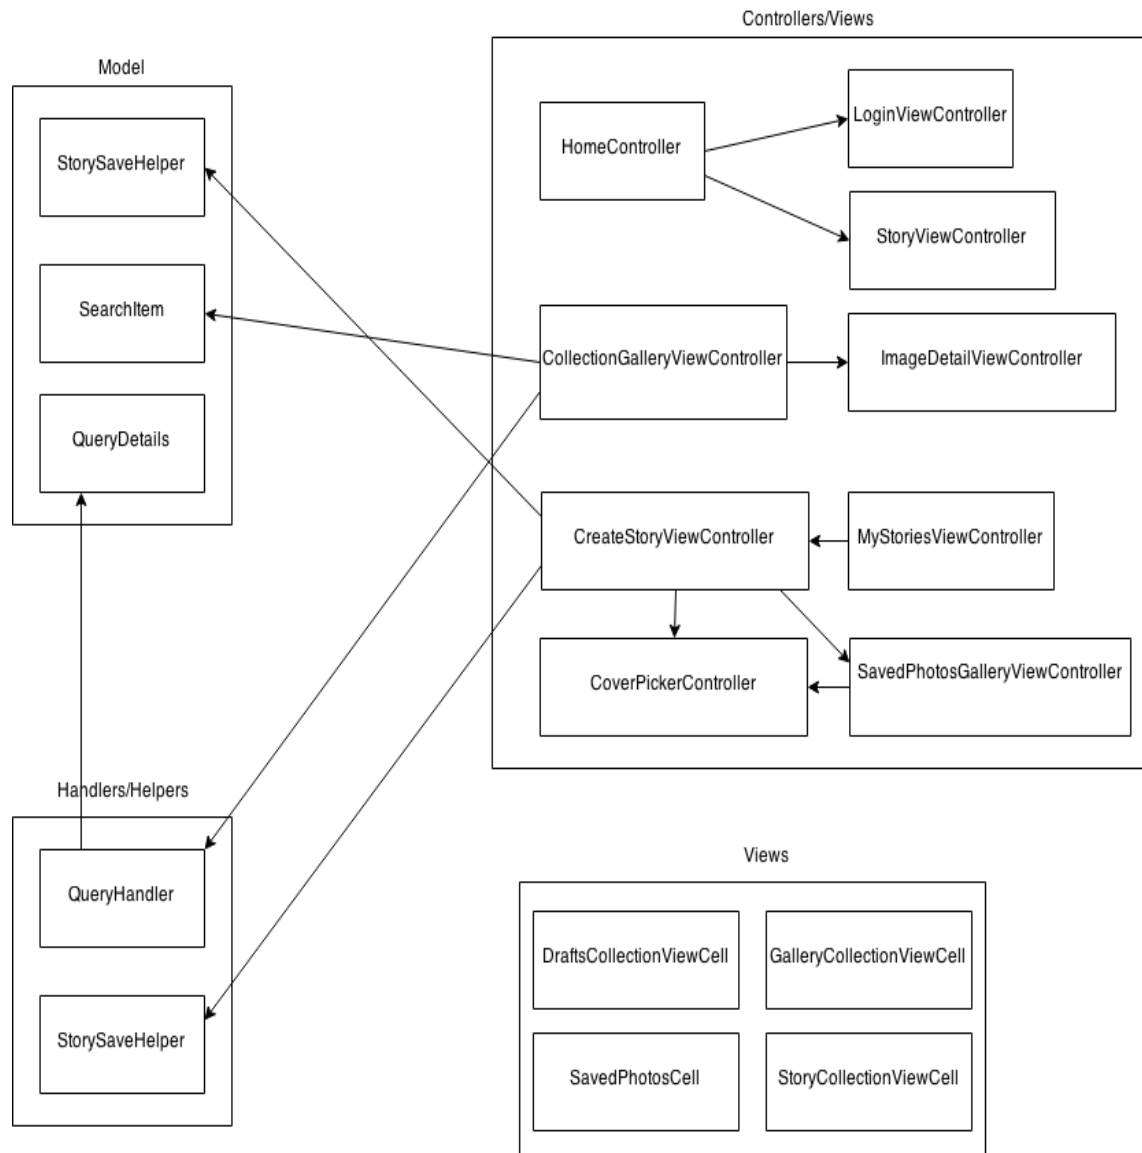 Controllers/Views
Model
HomeController
LoginViewController
StoryViewController
CollectionGalleryViewController
ImageDetailViewController
CreateStoryViewController
MyStoriesViewController
CoverPickerController
SavedPhotosGalleryViewController
StorySaveHelper
SearchItem
QueryDetails
Handlers/Helpers
QueryHandler
StorySaveHelper
Views
DraftsCollectionViewCell
GalleryCollectionViewCell
SavedPhotosCell
StoryCollectionViewCell